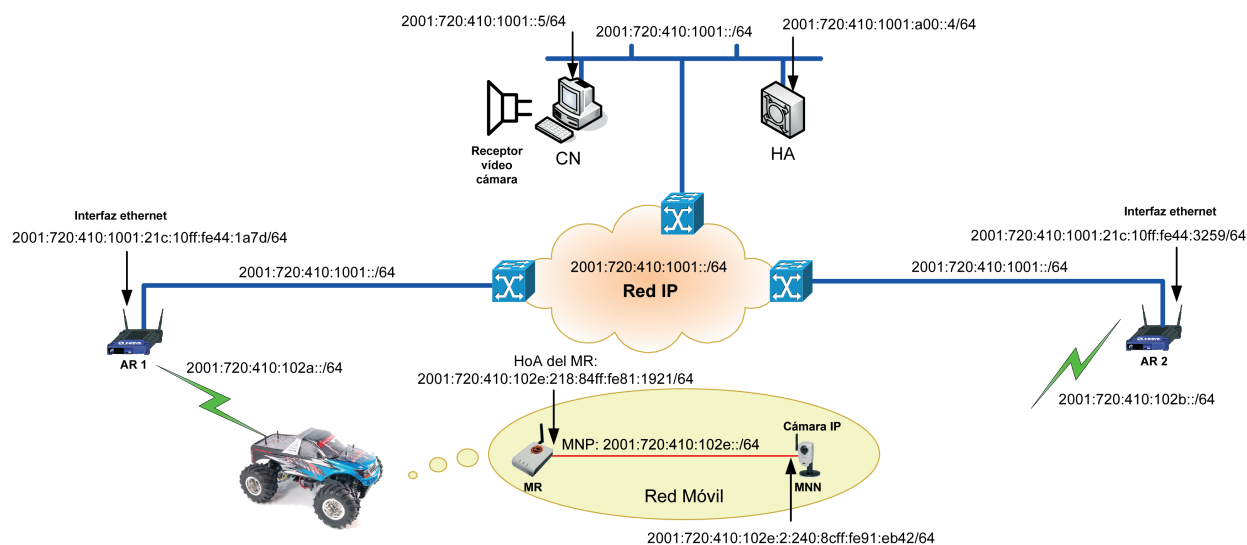 2001:720:410:1001::5/64
2001:720:410:1001::/64
2001:720:410:1001:a00::4/64
Receptor
vídeo
cámara
CN
HA
Interfaz ethernet
2001:720:410:1001:21c:10ff:fe44:1a7d/64
Interfaz ethernet
2001:720:410:1001:21c:10ff:fe44:3259/64
2001:720:410:1001::/64
2001:720:410:1001::/64
Red IP
2001:720:410:1001::/64
AR 1
AR 2
2001:720:410:102a::/64
HoA del MR:
2001:720:410:102e:218:84ff:fe81:1921/64
2001:720:410:102b::/64
Cámara IP
MNP: 2001:720:410:102e::/64
MR
MNN
Red Móvil
2001:720:410:102e:2:240:8cff:fe91:eb42/64